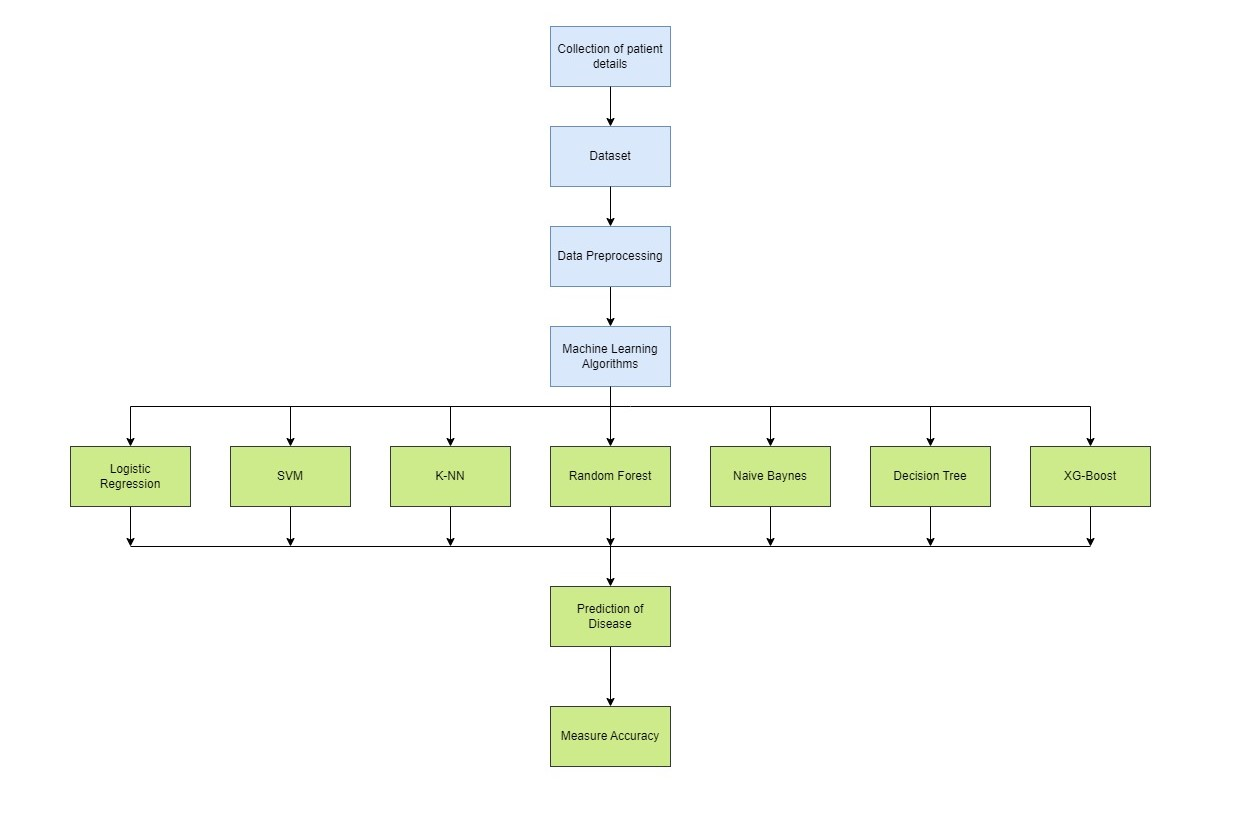 Collection of patient
details
Dataset
Data Preprocessing
Machine Learning
Algorithms
Logistic
Regression
SVM
K-NN
Random Forest
Naive Baynes
Decision Tree
XG-Boost
Prediction of
Disease
Measure Accuracy